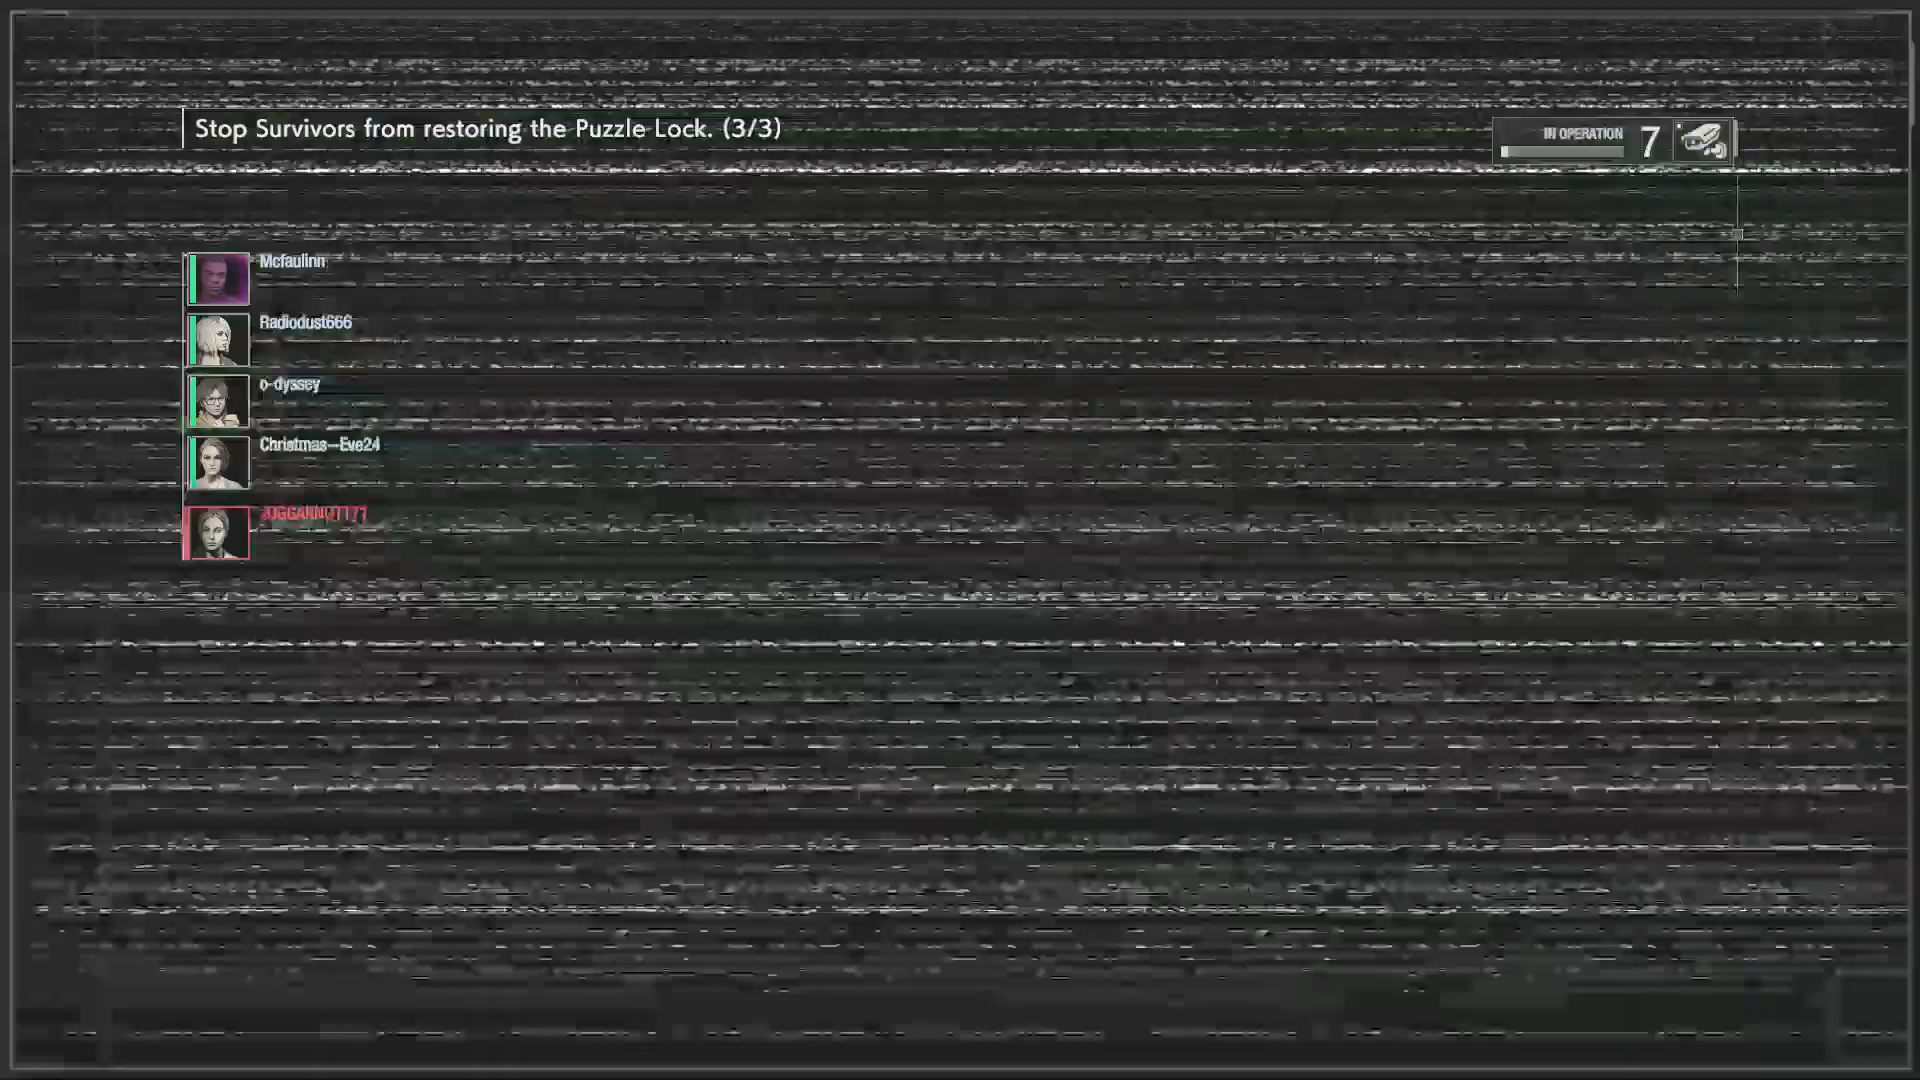 Stop Survivors from restoring the Puzzle Lock. (3/3)
IN OPERATION 7
Mcfaulinn
Radiodust666
o-dyssey
Christmas-Eve24